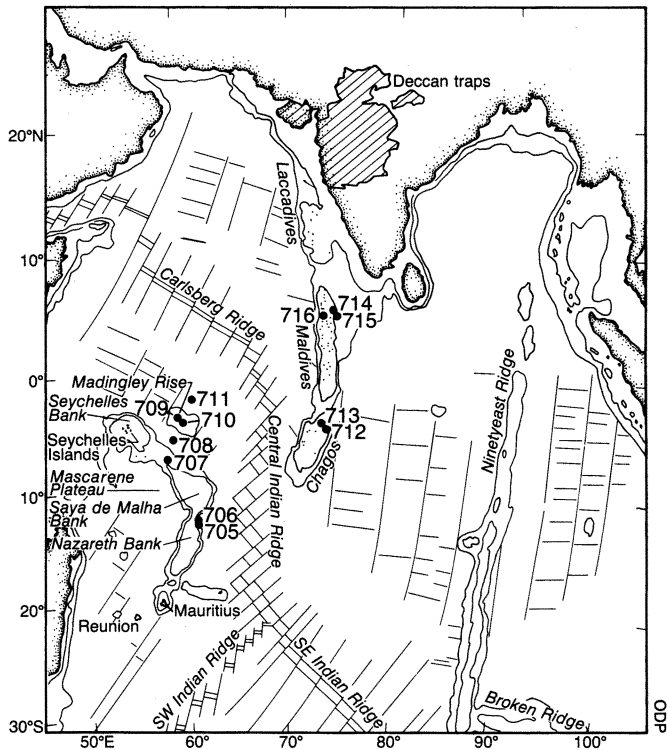 Deccan traps
20°N
Laccadives
10°
Carlsberg Ridge
714
716
715
Maldives
0°
Madingley Rise
711
709
Seychelles
Bank
710
Seychelles
Islands
708
707
713
712
Chagos
Ninetyeast Ridge
Central Indian Ridge
Mascarene
Plateau
10°
Saya de Malha
Bank
706
705
Nazareth Bank
Mauritius
20°
Reunion
SW Indian Ridge
SE Indian Ridge
Broken Ridge
30°S
50°E
60°
70°
80°
90°
100°
ODP